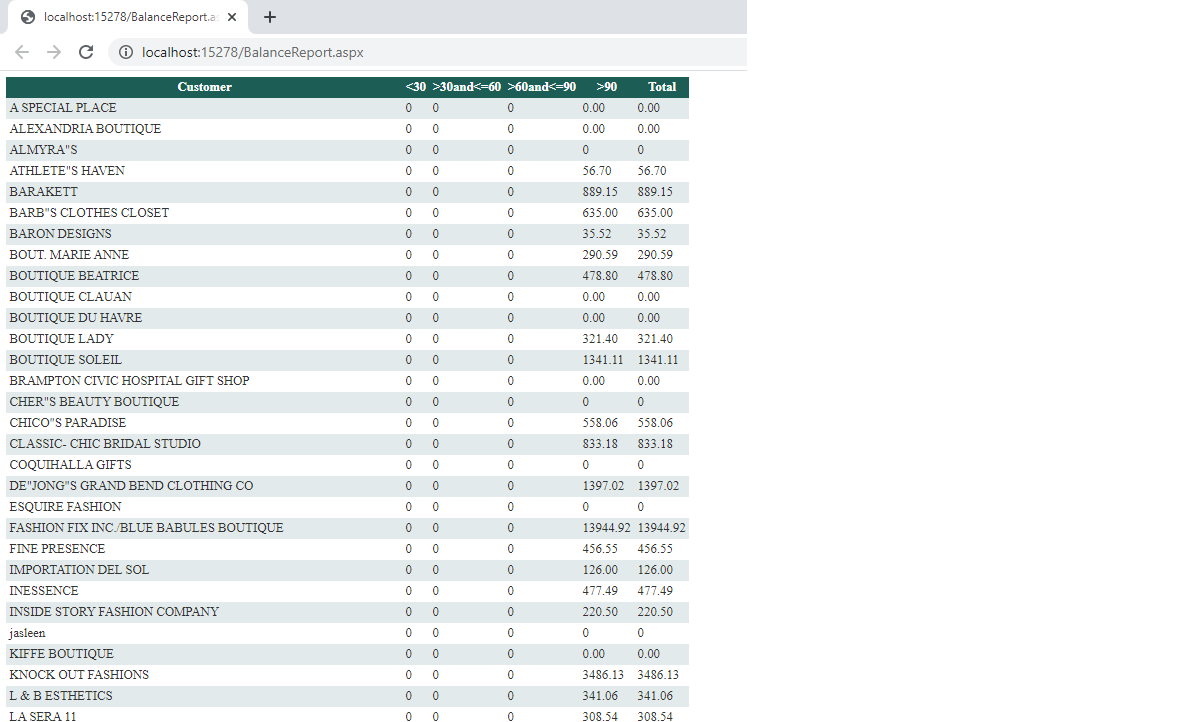 localhost:15278/BalanceReport.a
localhost:15278/BalanceReport.aspx
Customer <30 >30and<=60 >60and<=90 >90 Total
A SPECIAL PLACE 0 0 0 0.00 0.00
ALEXANDRIA BOUTIQUE 0 0 0 0.00 0.00
ALMYRA"S 0 0 0 0 0
ATHLETE"S HAVEN 0 0 0 56.70 56.70
BARAKETT 0 0 0 889.15 889.15
BARB"S CLOTHES CLOSET 0 0 0 635.00 635.00
BARON DESIGNS 0 0 0 35.52 35.52
BOUT. MARIE ANNE 0 0 0 290.59 290.59
BOUTIQUE BEATRICE 0 0 0 478.80 478.80
BOUTIQUE CLAUAN 0 0 0 0.00 0.00
BOUTIQUE DU HAVRE 0 0 0 0.00 0.00
BOUTIQUE LADY 0 0 0 321.40 321.40
BOUTIQUE SOLEIL 0 0 0 1341.11 1341.11
BRAMPTON CIVIC HOSPITAL GIFT SHOP 0 0 0 0.00 0.00
CHER"S BEAUTY BOUTIQUE 0 0 0 0 0
CHICO"S PARADISE 0 0 0 558.06 558.06
CLASSIC- CHIC BRIDAL STUDIO 0 0 0 833.18 833.18
COQUIHALLA GIFTS 0 0 0 0 0
DE"JONG"S GRAND BEND CLOTHING CO 0 0 0 1397.02 1397.02
ESQUIRE FASHION 0 0 0 0 0
FASHION FIX INC./BLUE BABULES BOUTIQUE 0 0 0 13944.92 13944.92
FINE PRESENCE 0 0 0 456.55 456.55
IMPORTATION DEL SOL 0 0 0 126.00 126.00
INESSENCE 0 0 0 477.49 477.49
INSIDE STORY FASHION COMPANY 0 0 0 220.50 220.50
jasleen 0 0 0 0 0
KIFFE BOUTIQUE 0 0 0 0.00 0.00
KNOCK OUT FASHIONS 0 0 0 3486.13 3486.13
L & B ESTHETICS 0 0 0 341.06 341.06
LA SERA 11 0 0 0 308.54 308.54